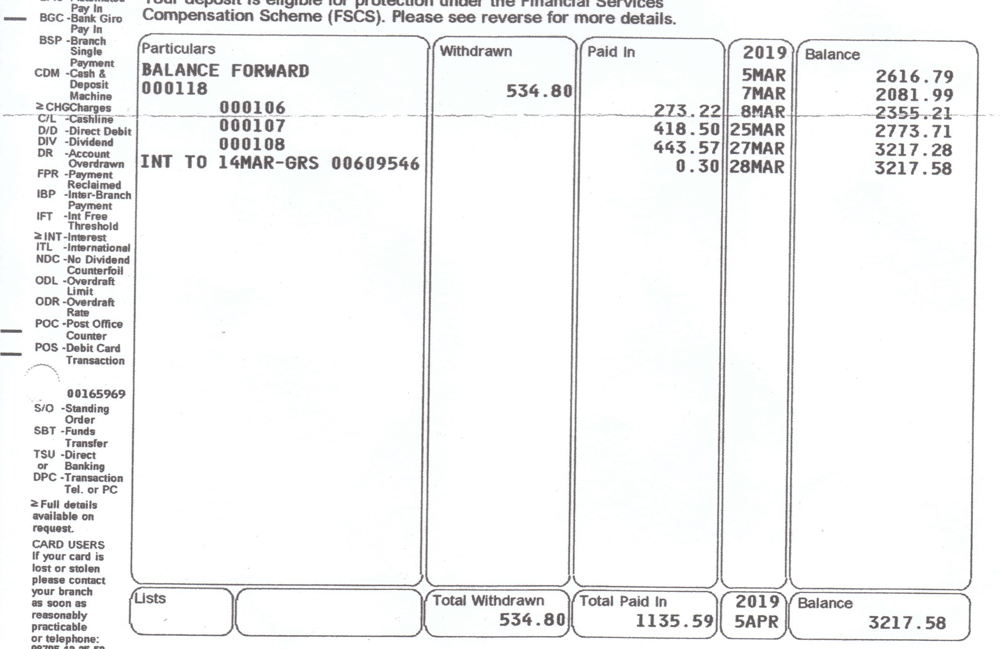 Pay In
BGC -Bank Giro
Pay In
BSP -Branch
Single
Payment
CDM -Cash &
Deposit
Machine
≥CHGCharges
C/L -Cashline
D/D -Direct Debit
DIV -Dividend
DR -Account
Overdrawn
FPR -Payment
Reclaimed
IBP -Inter-Branch
Payment
IFT -Int Free
Threshold
≥INT-Interest
ITL -International
NDC -No Dividend
Counterfoil
ODL -Overdraft
Limit
ODR -Overdraft
Rate
POC -Post Office
Counter
POS -Debit Card
Transaction
00165969
S/O -Standing
Order
SBT -Funds
Transfer
TSU -Direct
or Banking
DPC -Transaction
Tel. or PC
≥Full details
available on
request.
CARD USERS
If your card is
lost or stolen
please contact
your branch
as soon as
reasonably
practicable
or telephone:
Your deposit is eligible for protection under the Financial Services
Compensation Scheme (FSCS). Please see reverse for more details.
Particulars Withdrawn Paid In 2019 Balance
BALANCE FORWARD 5MAR 2616.79
000118 534.80 7MAR 2081.99
000106 273.22 8MAR 2355.21
000107 418.50 25MAR 2773.71
000108 443.57 27MAR 3217.28
INT TO 14MAR-GRS 00609546 0.30 28MAR 3217.58
Lists Total Withdrawn Total Paid In 2019 Balance
534.80 1135.59 5APR 3217.58